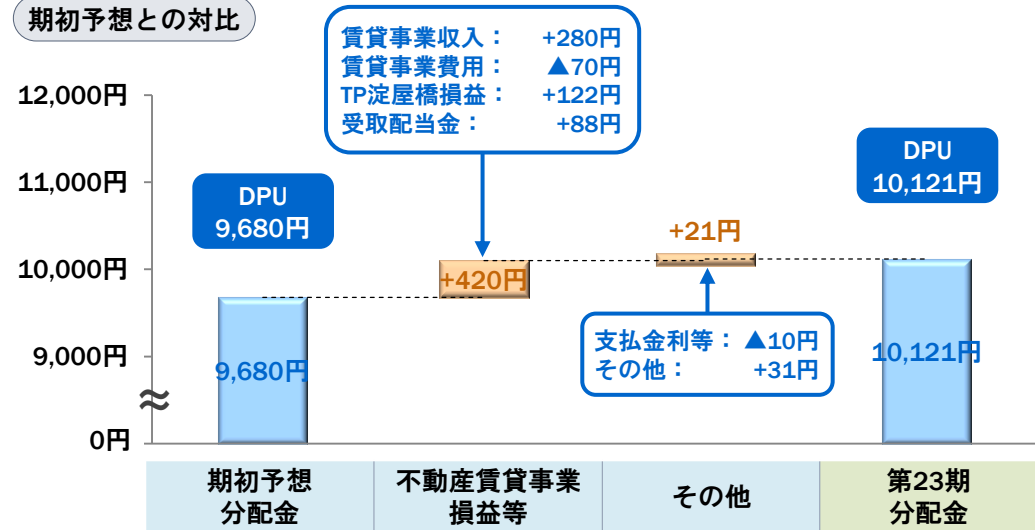 期初予想との対比
賃貸事業収入： +280円
賃貸事業費用： ▲70円
TP淀屋橋損益： +122円
受取配当金： +88円
12,000円
11,000円
10,000円
9,000円
≈
0円
DPU
9,680円
DPU
10,121円
+420円
+21円
9,680円
10,121円
支払金利等： ▲10円
その他： +31円
期初予想
分配金
不動産賃貸事業
損益等
その他
第23期
分配金